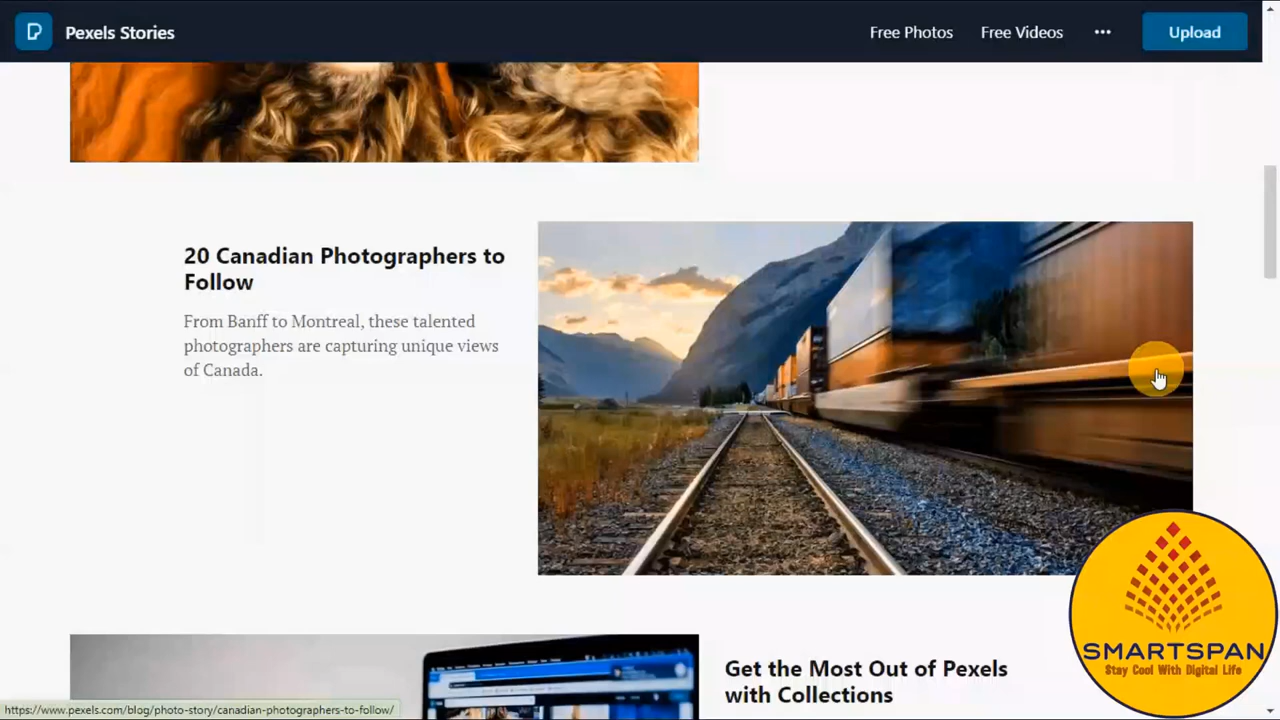 Pexels Stories
Free Photos
Free Videos
Upload
20 Canadian Photographers to
Follow
From Banff to Montreal, these talented
photographers are capturing unique views
of Canada.
Get the Most Out of Pexels
with Collections
SMARTSPAN
Stay Cool With Digital Life
https://www.pexels.com/blog/photo-story/canadian-photographers-to-follow/